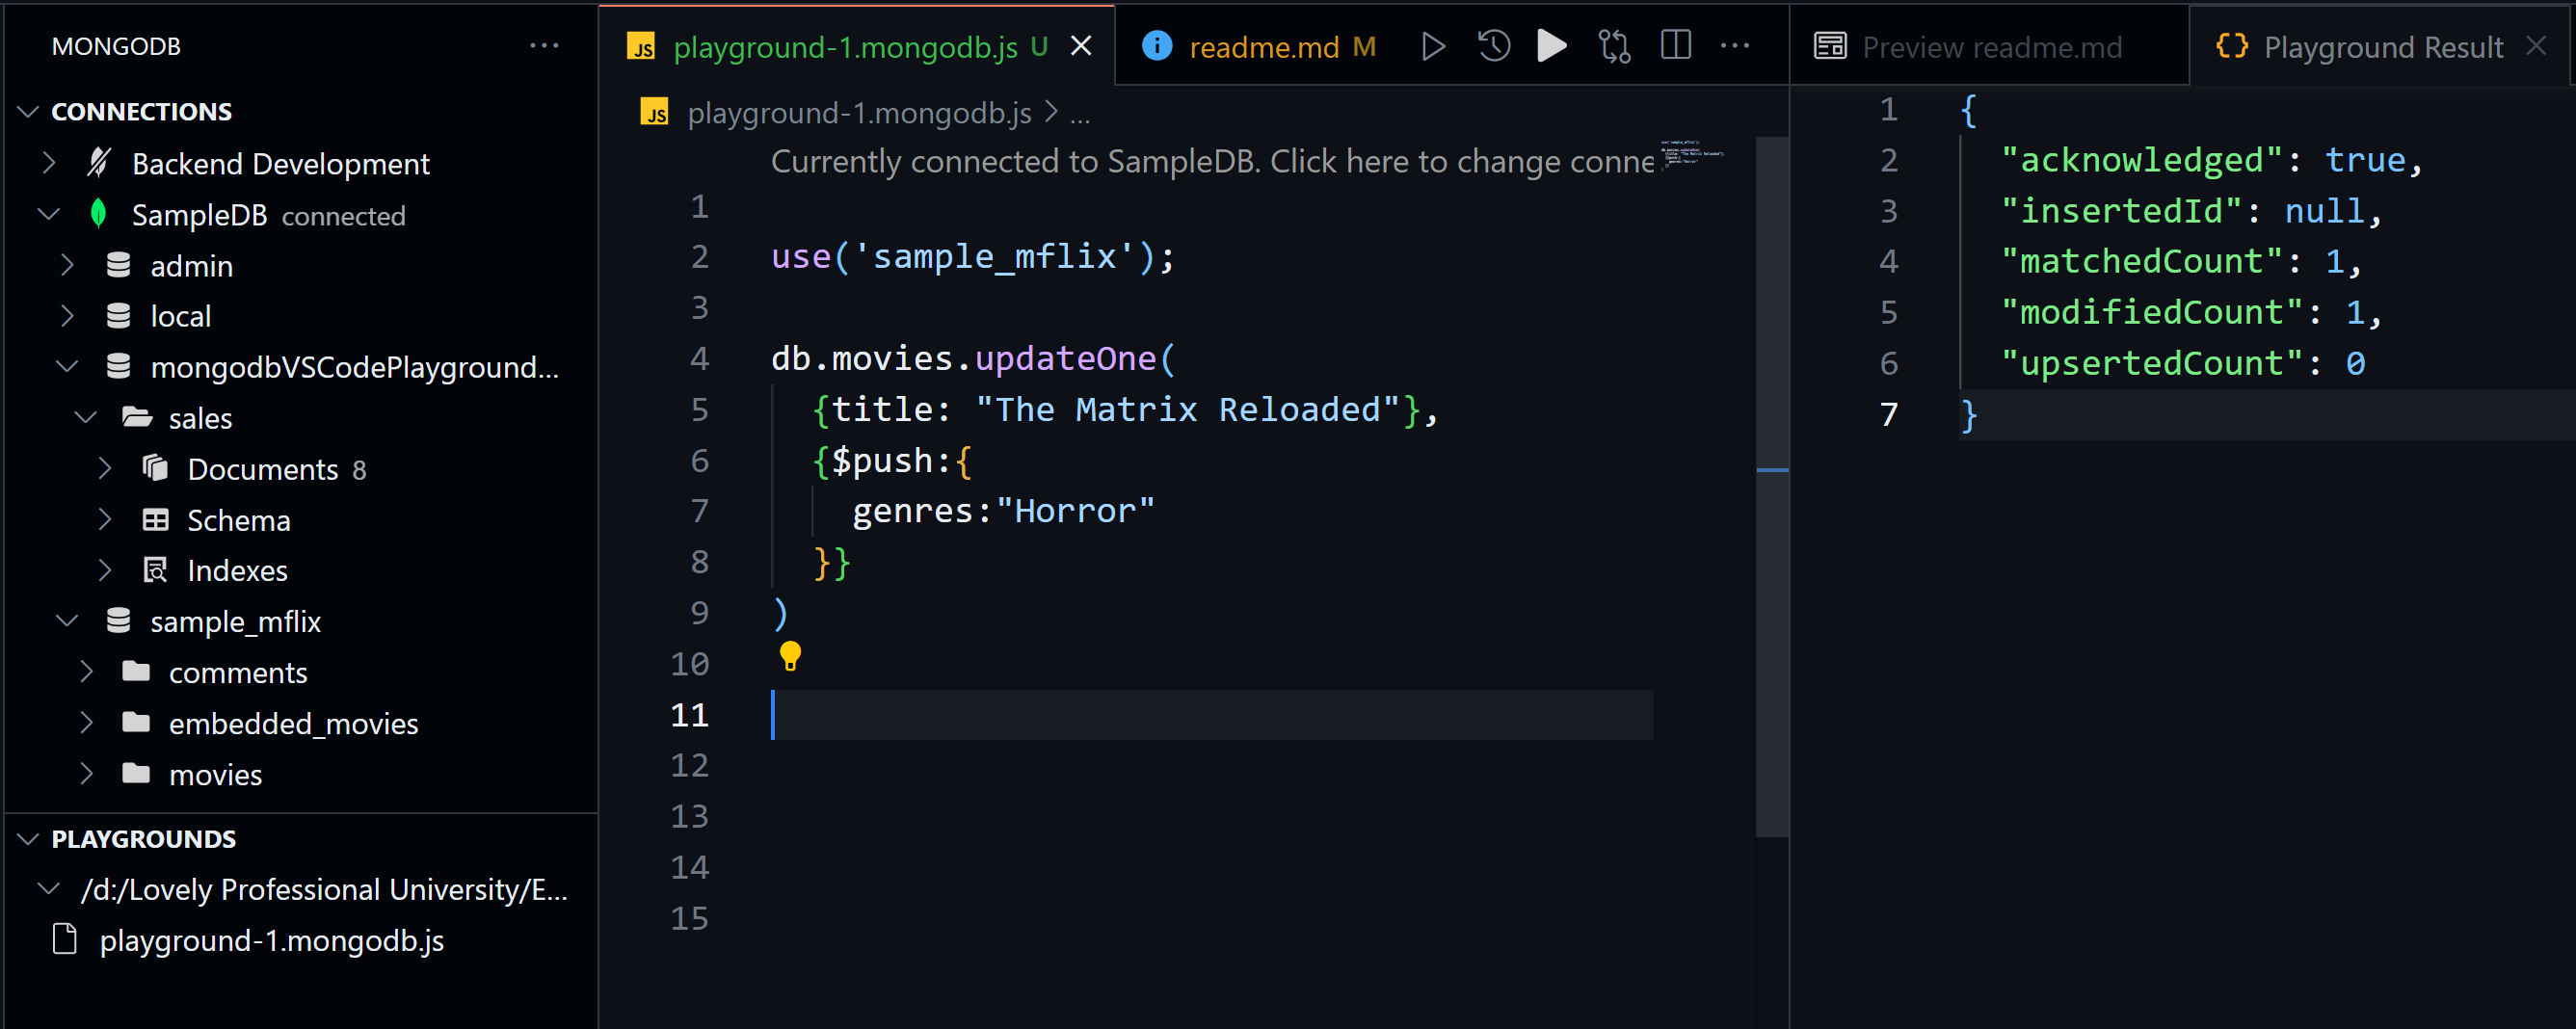 MONGODB
CONNECTIONS
Backend Development
SampleDB connected
admin
local
mongodbVSCodePlayground...
sales
Documents 8
Schema
Indexes
sample_mflix
comments
embedded_movies
movies
PLAYGROUNDS
/d:/Lovely Professional University/E...
playground-1.mongodb.js
JS playground-1.mongodb.js U
readme.md M
JS playground-1.mongodb.js > ...
Currently connected to SampleDB. Click here to change conne
1
2 use('sample_mflix');
3
4 db.movies.updateOne(
5 {title: "The Matrix Reloaded"},
6 {$push:{
7 genres:"Horror"
8 }}
9 )
10
11
12
13
14
15
Preview readme.md
{} Playground Result
1 {
2 "acknowledged": true,
3 "insertedId": null,
4 "matchedCount": 1,
5 "modifiedCount": 1,
6 "upsertedCount": 0
7 }